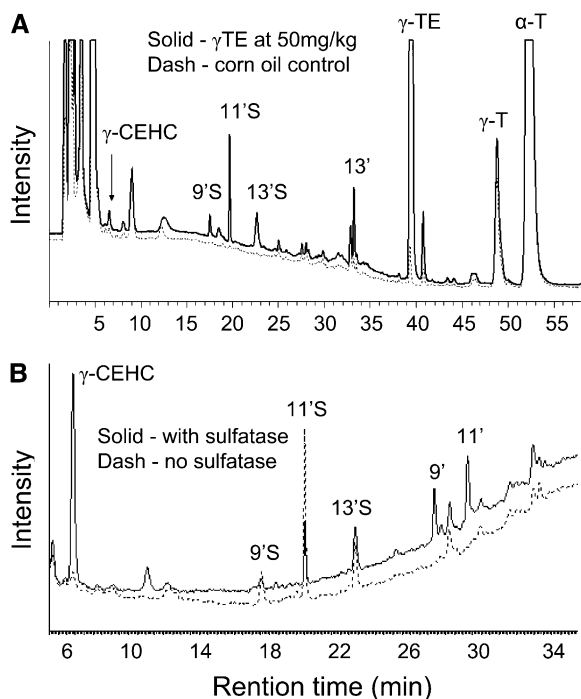 A
Solid - γTE at 50mg/kg
Dash - corn oil control
γ-TE
α-T
γ-CEHC
11'S
9'S
13'S
13'
γ-T
Intensity
5 10 15 20 25 30 35 40 45 50 55
B
γ-CEHC
Solid - with sulfatase
Dash - no sulfatase
11'S
9'S
13'S
9'
11'
Intensity
6 10 14 18 22 26 30 34
Rention time (min)